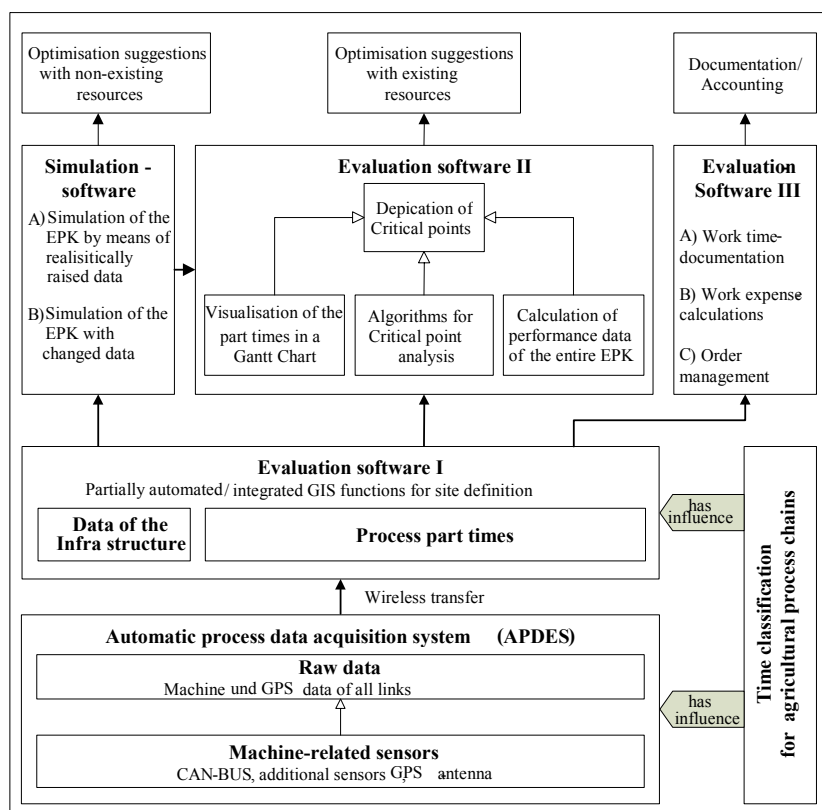 Optimisation suggestions
with non-existing
resources
Optimisation suggestions
with existing
resources
Documentation/
Accounting
Simulation -
software
A) Simulation of the
EPK by means of
realisitically
raised data
B) Simulation of the
EPK with
changed data
Evaluation software II
Depication of
Critical points
Visualisation of the
part times in a
Gantt Chart
Algorithms for
Critical point
analysis
Calculation of
performance data
of the entire EPK
Evaluation-
Software III
A) Work time-
documentation
B) Work expense-
calculations
C) Order
management
Evaluation software I
Partially automated/ integrated GIS functions for site definition
Data of the
Infra structure
Process part times
has
influence
Wireless transfer
Automatic process data acquisition system (APDES)
Raw data
Machine und GPS data of all links
Machine-related sensors
CAN-BUS, additional sensors GPS, -antenna
has
influence
Time classification
for agricultural process chains